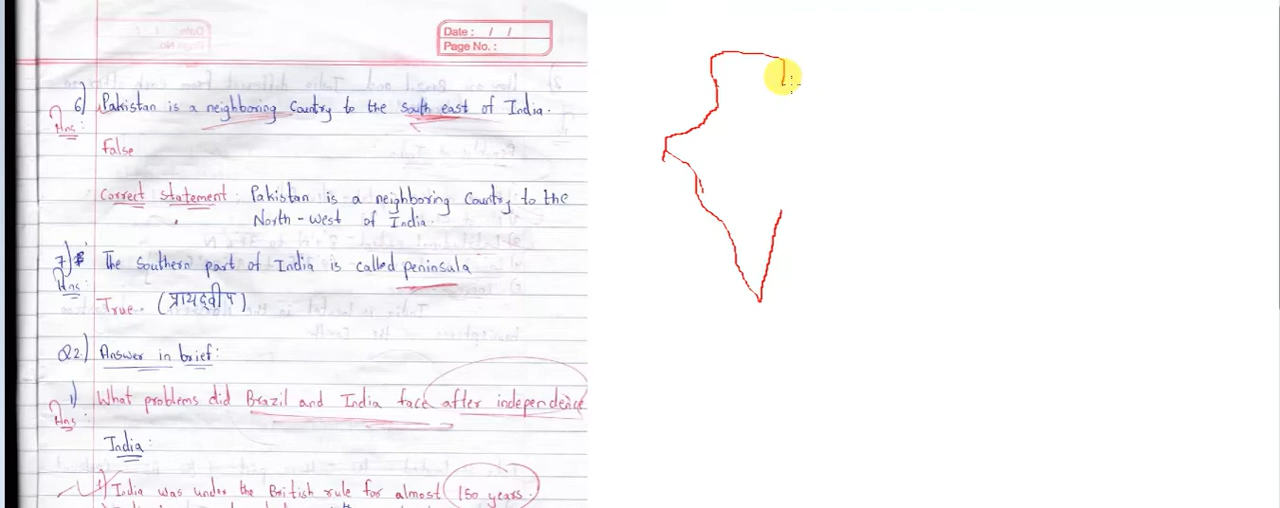 Date : / /
Page No. :
6) Pakistan is a neighboring Country to the South east of India.
Ans:
False
Correct statement : Pakistan is a neighboring Country to the
North-west of India.
7) The Southern part of India is called peninsula
Ans:
True. (प्रायद्वीप)
Q2.) Answer in brief:
1) What problems did Brazil and India face after independence
Ans:
India:
1) India was under the British rule for almost 150 years.